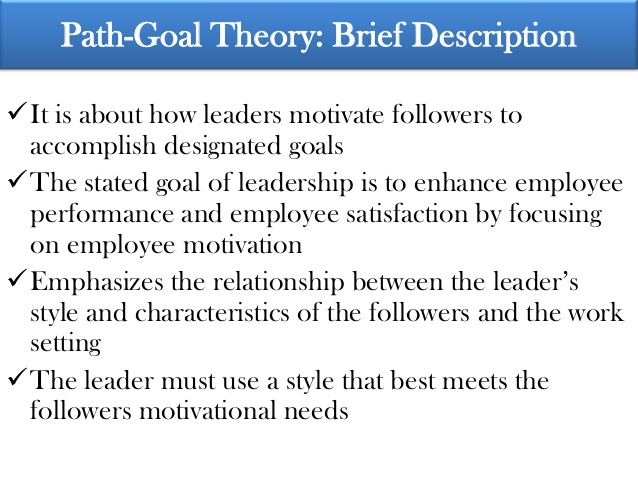 Path-Goal Theory: Brief Description
✓It is about how leaders motivate followers to
accomplish designated goals
✓The stated goal of leadership is to enhance employee
performance and employee satisfaction by focusing
on employee motivation
✓Emphasizes the relationship between the leader’s
style and characteristics of the followers and the work
setting
✓The leader must use a style that best meets the
followers motivational needs